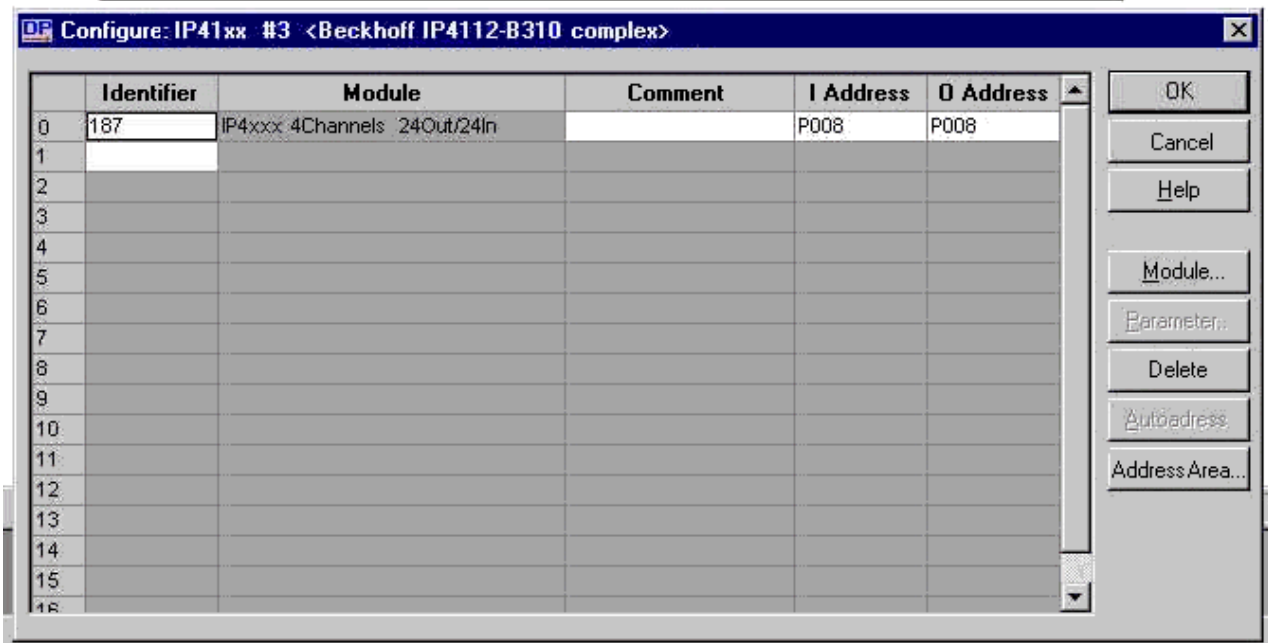 Configure: IP41xx #3 <Beckhoff IP4112-B310 complex>
Identifier Module Comment I Address O Address
0 187 IP4xxx 4Channels 24Out/24In P008 P008
1
2
3
4
5
6
7
8
9
10
11
12
13
14
15
16
OK
Cancel
Help
Module...
Parameter..
Delete
Autoadress
Address Area...